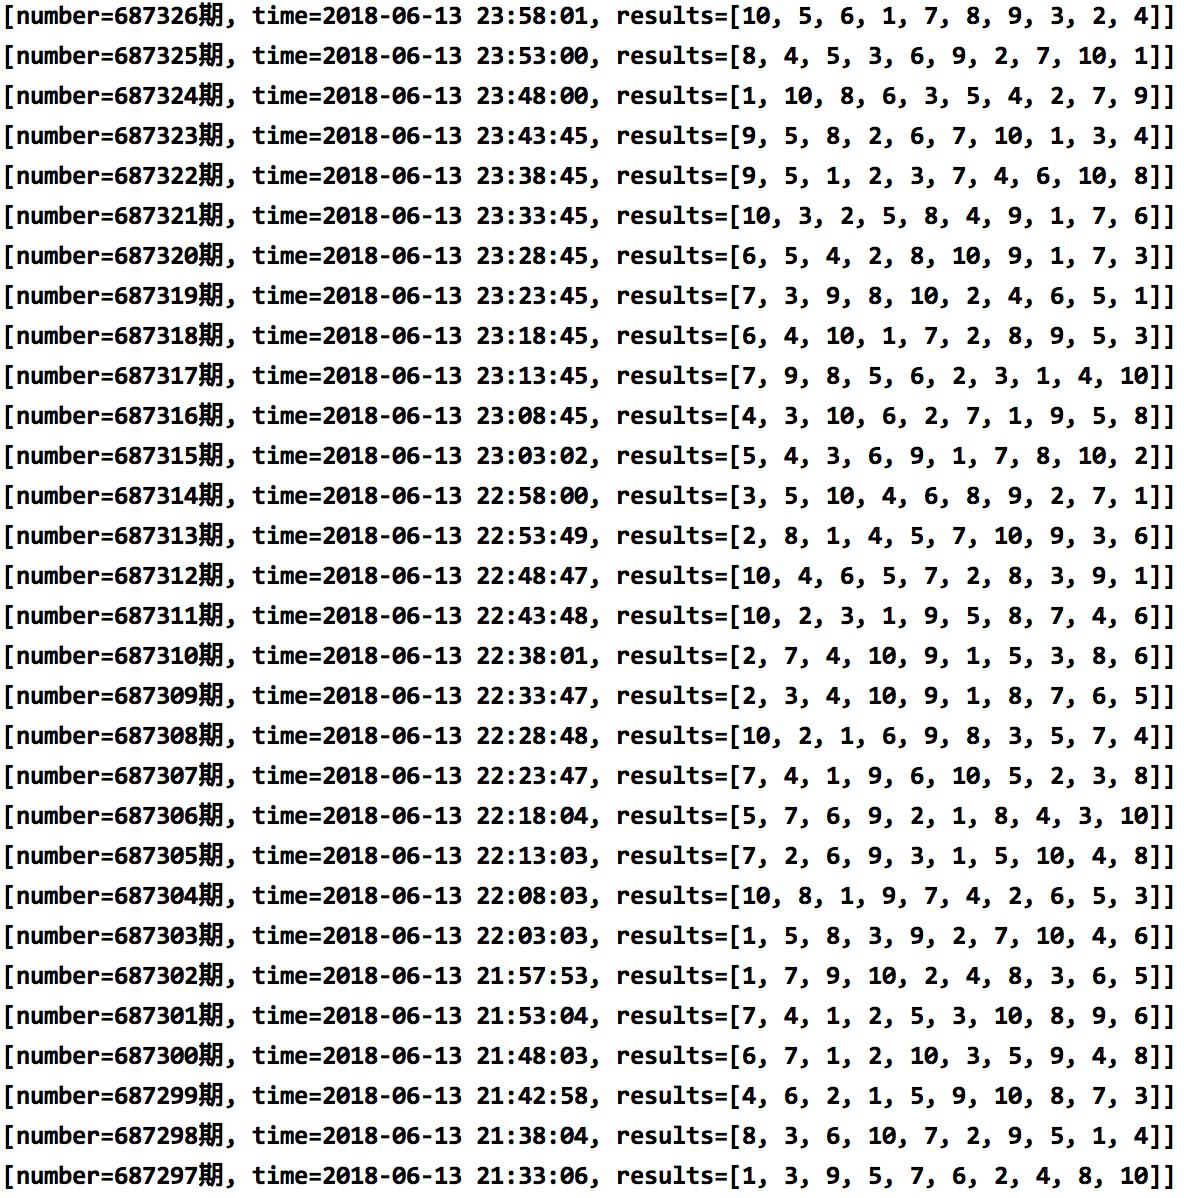 [number=687326期, time=2018-06-13 23:58:01, results=[10, 5, 6, 1, 7, 8, 9, 3, 2, 4]]
[number=687325期, time=2018-06-13 23:53:00, results=[8, 4, 5, 3, 6, 9, 2, 7, 10, 1]]
[number=687324期, time=2018-06-13 23:48:00, results=[1, 10, 8, 6, 3, 5, 4, 2, 7, 9]]
[number=687323期, time=2018-06-13 23:43:45, results=[9, 5, 8, 2, 6, 7, 10, 1, 3, 4]]
[number=687322期, time=2018-06-13 23:38:45, results=[9, 5, 1, 2, 3, 7, 4, 6, 10, 8]]
[number=687321期, time=2018-06-13 23:33:45, results=[10, 3, 2, 5, 8, 4, 9, 1, 7, 6]]
[number=687320期, time=2018-06-13 23:28:45, results=[6, 5, 4, 2, 8, 10, 9, 1, 7, 3]]
[number=687319期, time=2018-06-13 23:23:45, results=[7, 3, 9, 8, 10, 2, 4, 6, 5, 1]]
[number=687318期, time=2018-06-13 23:18:45, results=[6, 4, 10, 1, 7, 2, 8, 9, 5, 3]]
[number=687317期, time=2018-06-13 23:13:45, results=[7, 9, 8, 5, 6, 2, 3, 1, 4, 10]]
[number=687316期, time=2018-06-13 23:08:45, results=[4, 3, 10, 6, 2, 7, 1, 9, 5, 8]]
[number=687315期, time=2018-06-13 23:03:02, results=[5, 4, 3, 6, 9, 1, 7, 8, 10, 2]]
[number=687314期, time=2018-06-13 22:58:00, results=[3, 5, 10, 4, 6, 8, 9, 2, 7, 1]]
[number=687313期, time=2018-06-13 22:53:49, results=[2, 8, 1, 4, 5, 7, 10, 9, 3, 6]]
[number=687312期, time=2018-06-13 22:48:47, results=[10, 4, 6, 5, 7, 2, 8, 3, 9, 1]]
[number=687311期, time=2018-06-13 22:43:48, results=[10, 2, 3, 1, 9, 5, 8, 7, 4, 6]]
[number=687310期, time=2018-06-13 22:38:01, results=[2, 7, 4, 10, 9, 1, 5, 3, 8, 6]]
[number=687309期, time=2018-06-13 22:33:47, results=[2, 3, 4, 10, 9, 1, 8, 7, 6, 5]]
[number=687308期, time=2018-06-13 22:28:48, results=[10, 2, 1, 6, 9, 8, 3, 5, 7, 4]]
[number=687307期, time=2018-06-13 22:23:47, results=[7, 4, 1, 9, 6, 10, 5, 2, 3, 8]]
[number=687306期, time=2018-06-13 22:18:04, results=[5, 7, 6, 9, 2, 1, 8, 4, 3, 10]]
[number=687305期, time=2018-06-13 22:13:03, results=[7, 2, 6, 9, 3, 1, 5, 10, 4, 8]]
[number=687304期, time=2018-06-13 22:08:03, results=[10, 8, 1, 9, 7, 4, 2, 6, 5, 3]]
[number=687303期, time=2018-06-13 22:03:03, results=[1, 5, 8, 3, 9, 2, 7, 10, 4, 6]]
[number=687302期, time=2018-06-13 21:57:53, results=[1, 7, 9, 10, 2, 4, 8, 3, 6, 5]]
[number=687301期, time=2018-06-13 21:53:04, results=[7, 4, 1, 2, 5, 3, 10, 8, 9, 6]]
[number=687300期, time=2018-06-13 21:48:03, results=[6, 7, 1, 2, 10, 3, 5, 9, 4, 8]]
[number=687299期, time=2018-06-13 21:42:58, results=[4, 6, 2, 1, 5, 9, 10, 8, 7, 3]]
[number=687298期, time=2018-06-13 21:38:04, results=[8, 3, 6, 10, 7, 2, 9, 5, 1, 4]]
[number=687297期, time=2018-06-13 21:33:06, results=[1, 3, 9, 5, 7, 6, 2, 4, 8, 10]]